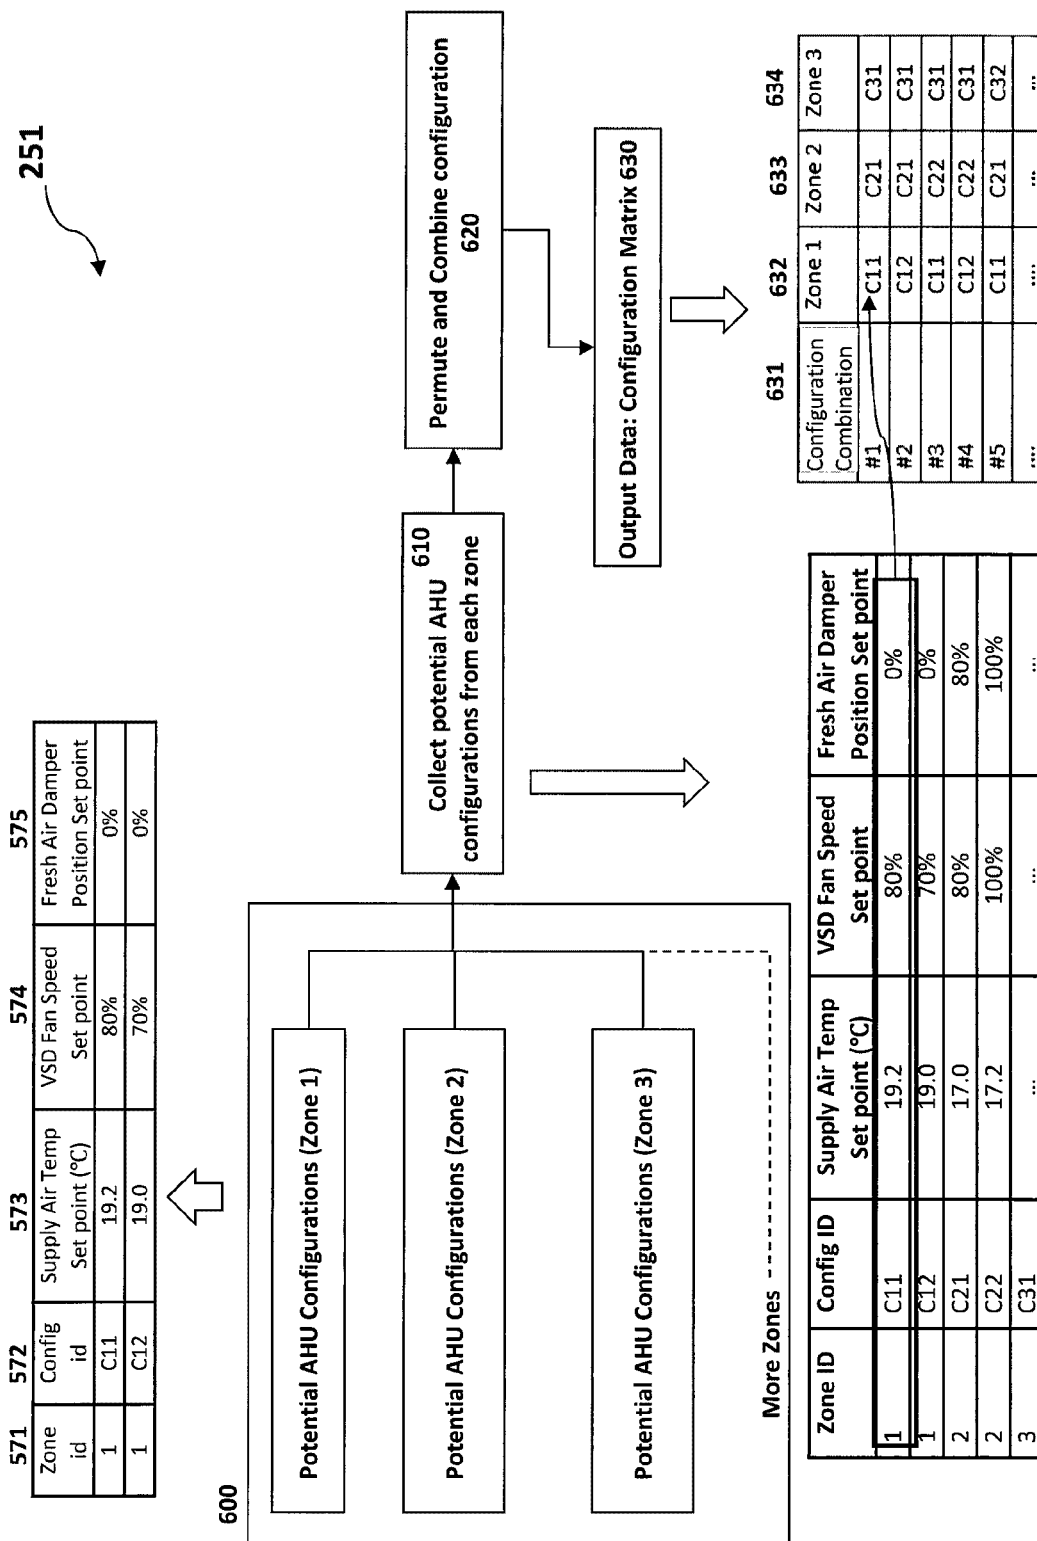 251
571 572 573 574 575
Zone id Config id Supply Air Temp Set point (°C) VSD Fan Speed Set point Fresh Air Damper Position Set point
1 C11 19.2 80% 0%
1 C12 19.0 70% 0%
600
Potential AHU Configurations (Zone 1)
Potential AHU Configurations (Zone 2)
Potential AHU Configurations (Zone 3)
More Zones
610
Collect potential AHU
configurations from each zone
Permute and Combine configuration
620
Output Data: Configuration Matrix 630
Zone ID Config ID Supply Air Temp Set point (°C) VSD Fan Speed Set point Fresh Air Damper Position Set point
1 C11 19.2 80% 0%
1 C12 19.0 70% 0%
2 C21 17.0 80% 80%
2 C22 17.2 100% 100%
3 C31 ... ... ...
631 632 633 634
Configuration Combination Zone 1 Zone 2 Zone 3
#1 C11 C21 C31
#2 C12 C21 C31
#3 C11 C22 C31
#4 C12 C22 C31
#5 C11 C21 C32
.... .... ... ...